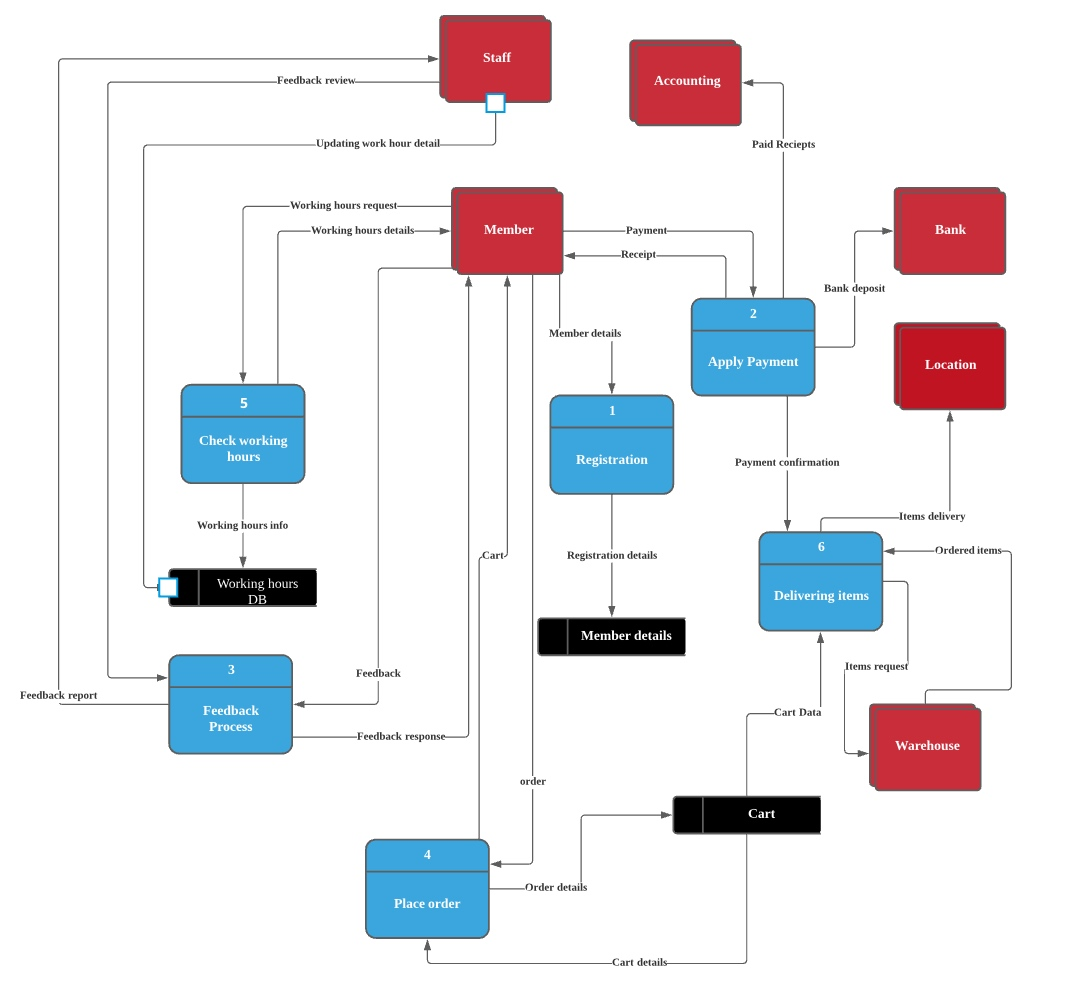 Staff
Accounting
Feedback review
Updating work hour detail
Paid Reciepts
Working hours request
Member
Payment
Bank
Working hours details
Receipt
Bank deposit
2
Member details
Apply Payment
Location
5
1
Check working
hours
Registration
Payment confirmation
Items delivery
Working hours info
6
Ordered items
Cart
Registration details
Working hours
DB
Delivering items
Member details
3
Items request
Feedback
Feedback report
Feedback
Process
Cart Data
Feedback response
Warehouse
order
Cart
4
Order details
Place order
Cart details